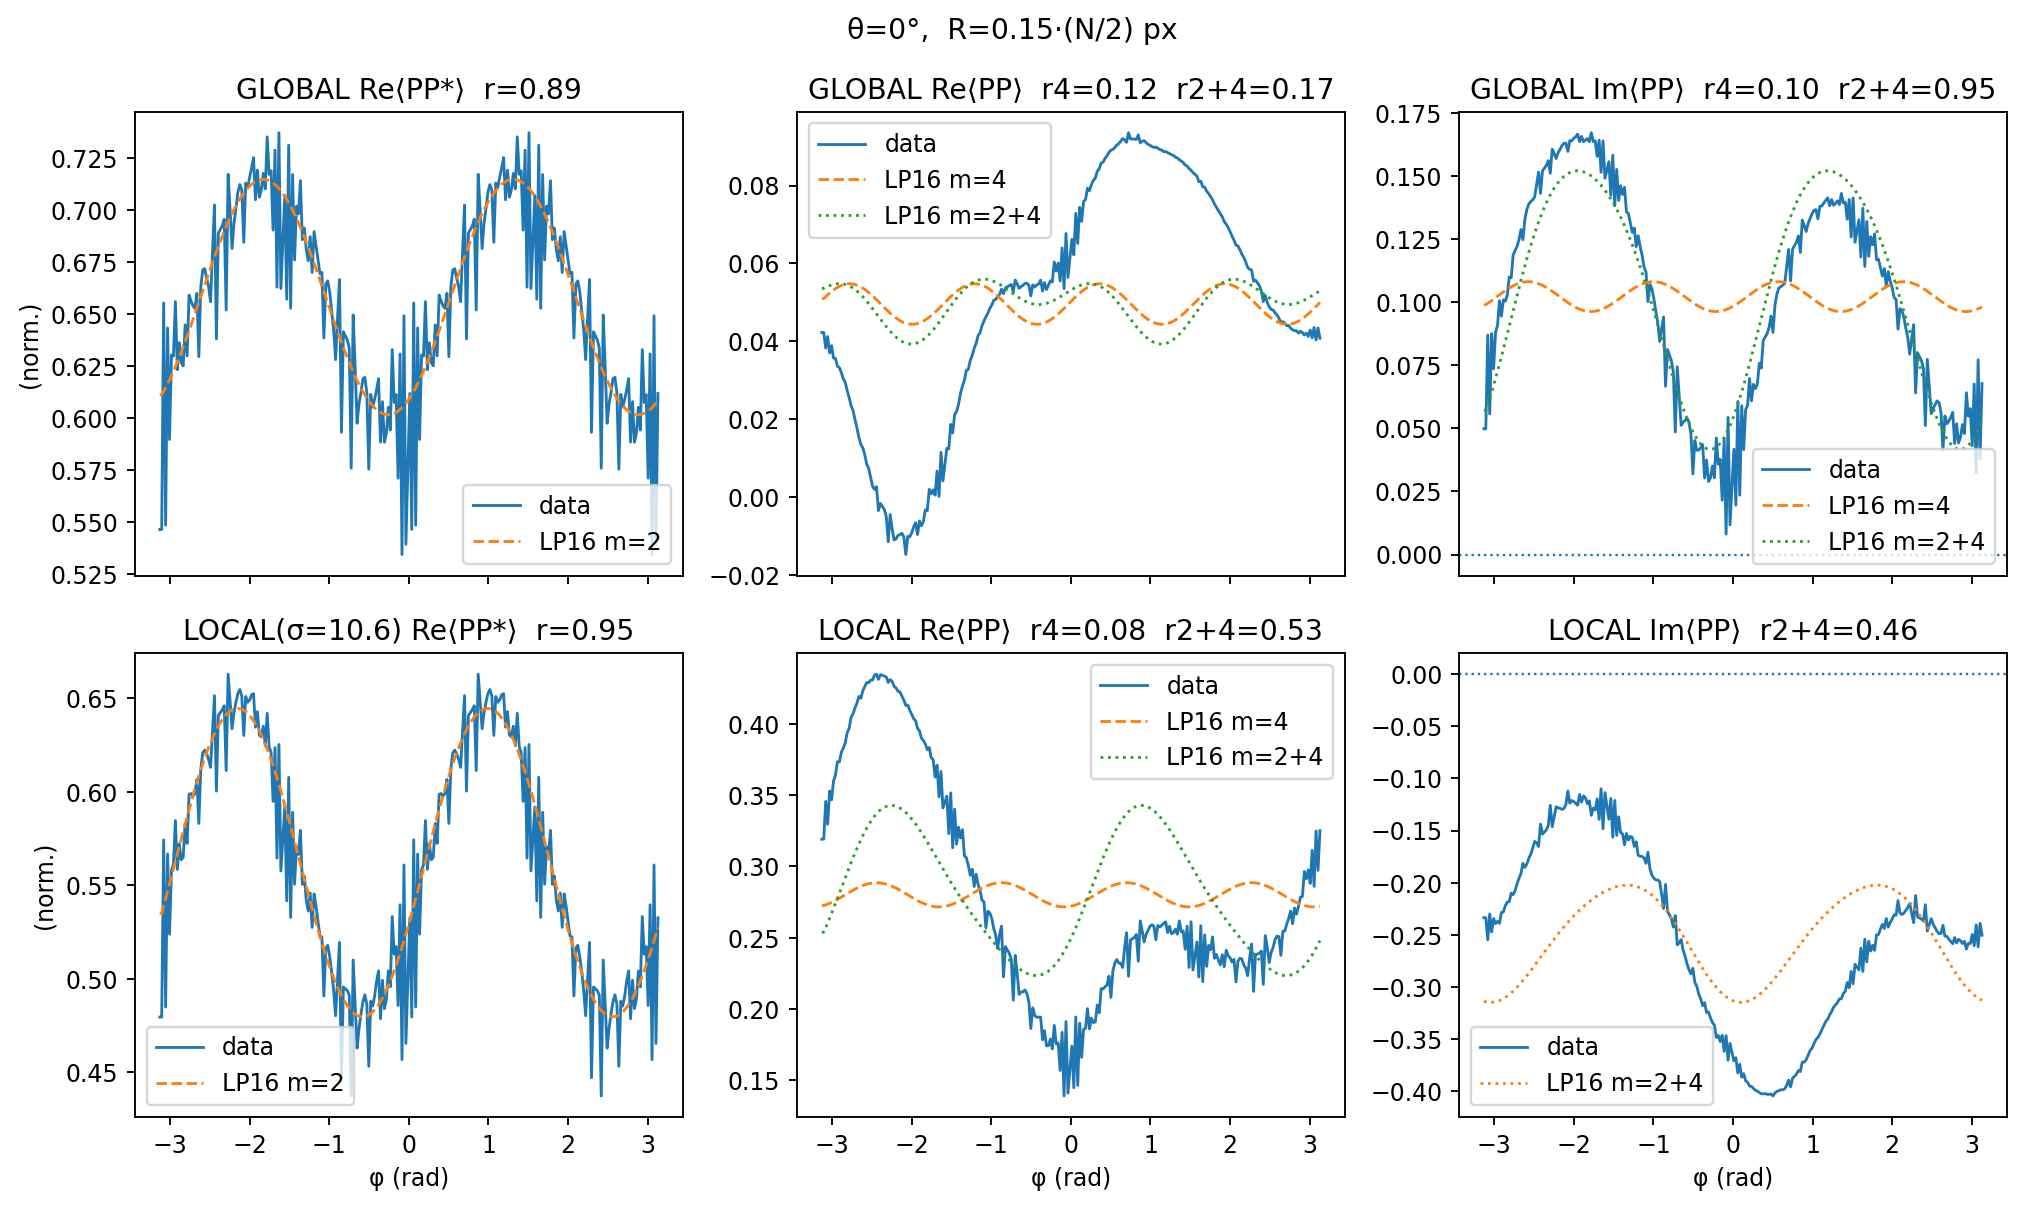 θ=0°,  R=0.15·(N/2) px
GLOBAL Re⟨PP*⟩  r=0.89
GLOBAL Re⟨PP⟩  r4=0.12  r2+4=0.17
GLOBAL Im⟨PP⟩  r4=0.10  r2+4=0.95
(norm.)
0.725
0.700
0.675
0.650
0.625
0.600
0.575
0.550
0.525
data
LP16 m=2
0.08
0.06
0.04
0.02
0.00
−0.02
data
LP16 m=4
LP16 m=2+4
0.175
0.150
0.125
0.100
0.075
0.050
0.025
0.000
data
LP16 m=4
LP16 m=2+4
LOCAL(σ=10.6) Re⟨PP*⟩  r=0.95
LOCAL Re⟨PP⟩  r4=0.08  r2+4=0.53
LOCAL Im⟨PP⟩  r2+4=0.46
(norm.)
0.65
0.60
0.55
0.50
0.45
data
LP16 m=2
−3 −2 −1 0 1 2 3
φ (rad)
0.40
0.35
0.30
0.25
0.20
0.15
data
LP16 m=4
LP16 m=2+4
−3 −2 −1 0 1 2 3
φ (rad)
0.00
−0.05
−0.10
−0.15
−0.20
−0.25
−0.30
−0.35
−0.40
data
LP16 m=2+4
−3 −2 −1 0 1 2 3
φ (rad)